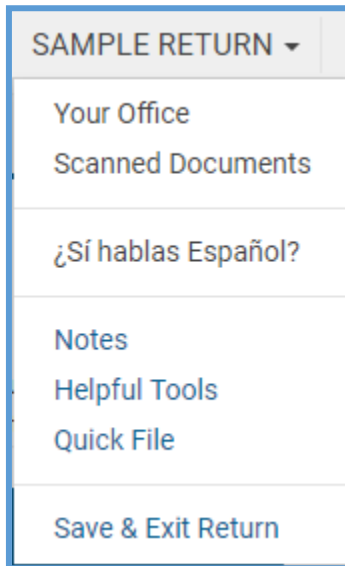 SAMPLE RETURN
Your Office
Scanned Documents
¿Sí hablas Español?
Notes
Helpful Tools
Quick File
Save & Exit Return